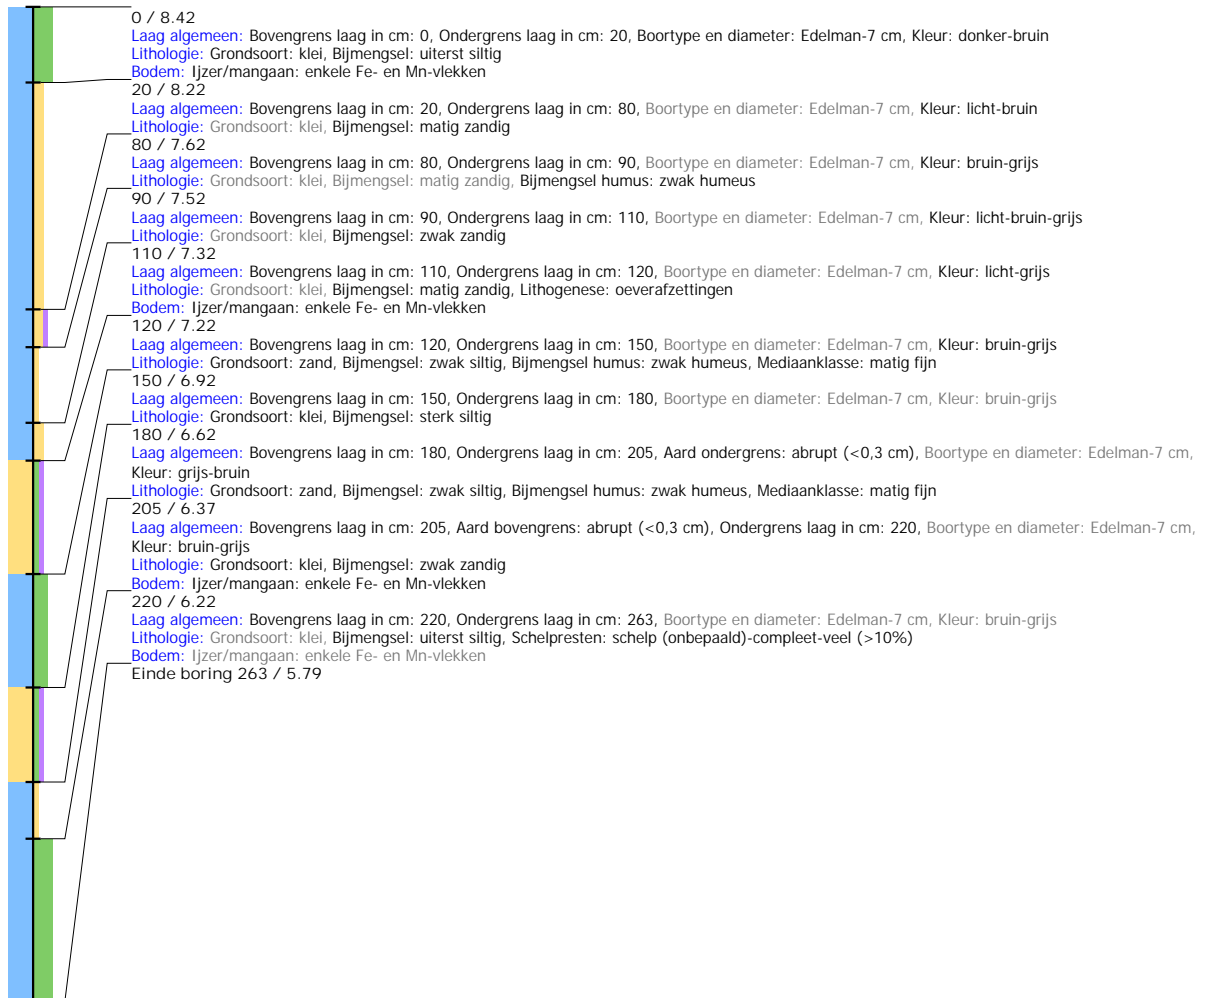 0 / 8.42
Laag algemeen: Bovengrens laag in cm: 0, Ondergrens laag in cm: 20, Boortype en diameter: Edelman-7 cm, Kleur: donker-bruin
Lithologie: Grondsoort: klei, Bijmengsel: uiterst siltig
Bodem: Ijzer/mangaan: enkele Fe- en Mn-vlekken
20 / 8.22
Laag algemeen: Bovengrens laag in cm: 20, Ondergrens laag in cm: 80, Boortype en diameter: Edelman-7 cm, Kleur: licht-bruin
Lithologie: Grondsoort: klei, Bijmengsel: matig zandig
80 / 7.62
Laag algemeen: Bovengrens laag in cm: 80, Ondergrens laag in cm: 90, Boortype en diameter: Edelman-7 cm, Kleur: bruin-grijs
Lithologie: Grondsoort: klei, Bijmengsel: matig zandig, Bijmengsel humus: zwak humeus
90 / 7.52
Laag algemeen: Bovengrens laag in cm: 90, Ondergrens laag in cm: 110, Boortype en diameter: Edelman-7 cm, Kleur: licht-bruin-grijs
Lithologie: Grondsoort: klei, Bijmengsel: zwak zandig
110 / 7.32
Laag algemeen: Bovengrens laag in cm: 110, Ondergrens laag in cm: 120, Boortype en diameter: Edelman-7 cm, Kleur: licht-grijs
Lithologie: Grondsoort: klei, Bijmengsel: matig zandig, Lithogenese: oeverafzettingen
Bodem: Ijzer/mangaan: enkele Fe- en Mn-vlekken
120 / 7.22
Laag algemeen: Bovengrens laag in cm: 120, Ondergrens laag in cm: 150, Boortype en diameter: Edelman-7 cm, Kleur: bruin-grijs
Lithologie: Grondsoort: zand, Bijmengsel: zwak siltig, Bijmengsel humus: zwak humeus, Mediaanklasse: matig fijn
150 / 6.92
Laag algemeen: Bovengrens laag in cm: 150, Ondergrens laag in cm: 180, Boortype en diameter: Edelman-7 cm, Kleur: bruin-grijs
Lithologie: Grondsoort: klei, Bijmengsel: sterk siltig
180 / 6.62
Laag algemeen: Bovengrens laag in cm: 180, Ondergrens laag in cm: 205, Aard ondergrens: abrupt (<0,3 cm), Boortype en diameter: Edelman-7 cm,
Kleur: grijs-bruin
Lithologie: Grondsoort: zand, Bijmengsel: zwak siltig, Bijmengsel humus: zwak humeus, Mediaanklasse: matig fijn
205 / 6.37
Laag algemeen: Bovengrens laag in cm: 205, Aard bovengrens: abrupt (<0,3 cm), Ondergrens laag in cm: 220, Boortype en diameter: Edelman-7 cm,
Kleur: bruin-grijs
Lithologie: Grondsoort: klei, Bijmengsel: zwak zandig
Bodem: Ijzer/mangaan: enkele Fe- en Mn-vlekken
220 / 6.22
Laag algemeen: Bovengrens laag in cm: 220, Ondergrens laag in cm: 263, Boortype en diameter: Edelman-7 cm, Kleur: bruin-grijs
Lithologie: Grondsoort: klei, Bijmengsel: uiterst siltig, Schelpresten: schelp (onbepaald)-compleet-veel (>10%)
Bodem: Ijzer/mangaan: enkele Fe- en Mn-vlekken
Einde boring 263 / 5.79